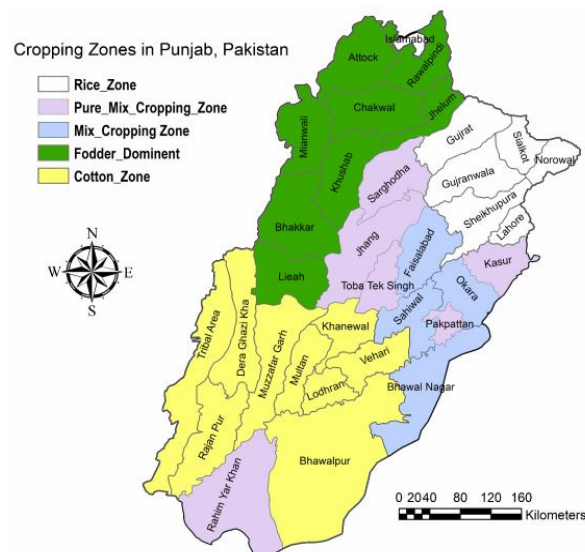 Cropping Zones in Punjab, Pakistan
Rice_Zone
Pure_Mix_Cropping_Zone
Mix_Cropping Zone
Fodder_Dominent
Cotton_Zone
N
W E
S
Islamabad
Attock
Rawalpindi
Chakwal
Jhelum
Mianwali
Khushab
Gujrat
Sialkot
Norowal
Sarghodha
Gujranwala
Sheikhupura
Lahore
Bhakkar
Jhang
Faisalabad
Kasur
Lieah
Toba Tek Singh
Okara
Sahiwal
Pakpattan
Tribal Area
Dera Ghazi Kha
Muzzafar Garh
Khanewal
Multan
Vehari
Lodhran
Bhawal Nagar
Rajan Pur
Bhawalpur
Rahim Yar Khan
0 2040 80 120 160
Kilometers